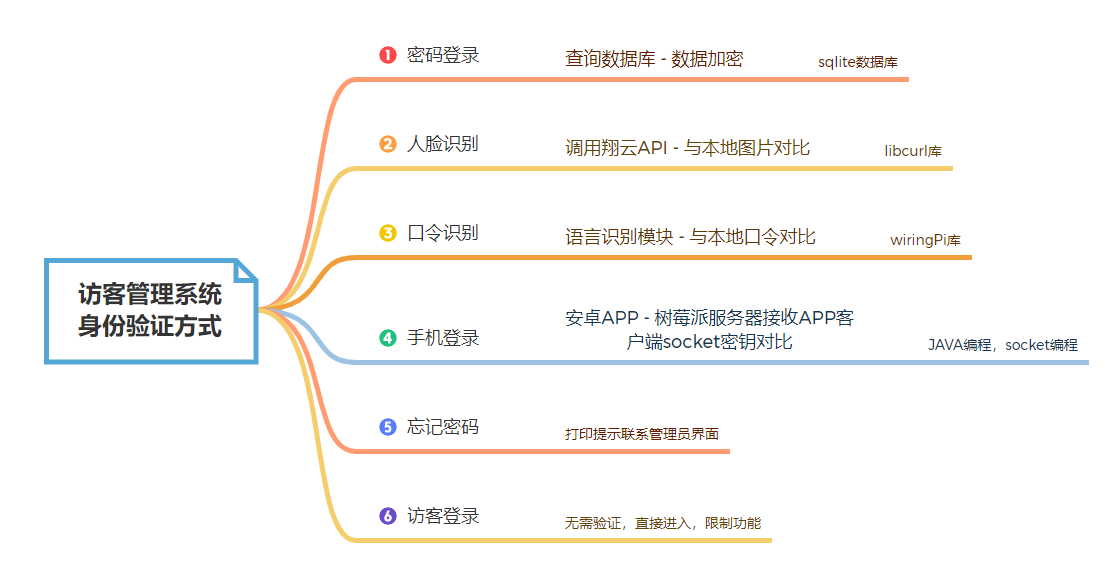 访客管理系统
身份验证方式
1 密码登录 查询数据库 - 数据加密 sqlite数据库
2 人脸识别 调用翔云API - 与本地图片对比 libcurl库
3 口令识别 语言识别模块 - 与本地口令对比 wiringPi库
4 手机登录 安卓APP - 树莓派服务器接收APP客
户端socket密钥对比 JAVA编程，socket编程
5 忘记密码 打印提示联系管理员界面
6 访客登录 无需验证，直接进入，限制功能